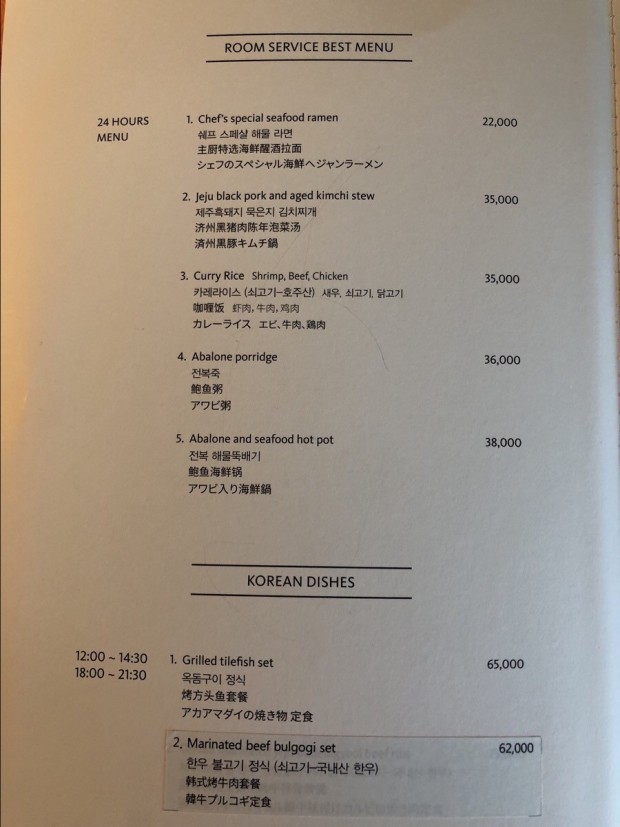 ROOM SERVICE BEST MENU
24 HOURS
MENU
1. Chef's special seafood ramen 22,000
쉐프 스페샬 해물 라면
主厨特选海鲜醒酒拉面
シェフのスペシャル海鮮ヘジャンラーメン
2. Jeju black pork and aged kimchi stew 35,000
제주흑돼지 묵은지 김치찌개
济州黑猪肉陈年泡菜汤
済州黒豚キムチ鍋
3. Curry Rice Shrimp, Beef, Chicken 35,000
카레라이스 (쇠고기–호주산) 새우, 쇠고기, 닭고기
咖喱饭 虾肉, 牛肉, 鸡肉
カレーライス エビ、牛肉、鶏肉
4. Abalone porridge 36,000
전복죽
鲍鱼粥
アワビ粥
5. Abalone and seafood hot pot 38,000
전복 해물뚝배기
鲍鱼海鲜锅
アワビ入り海鮮鍋
KOREAN DISHES
12:00 ~ 14:30
18:00 ~ 21:30
1. Grilled tilefish set 65,000
옥돔구이 정식
烤方头鱼套餐
アカアマダイの焼き物 定食
2, Marinated beef bulgogi set 62,000
한우 불고기 정식 (쇠고기–국내산 한우)
韩式烤牛肉套餐
韓牛プルコギ定食